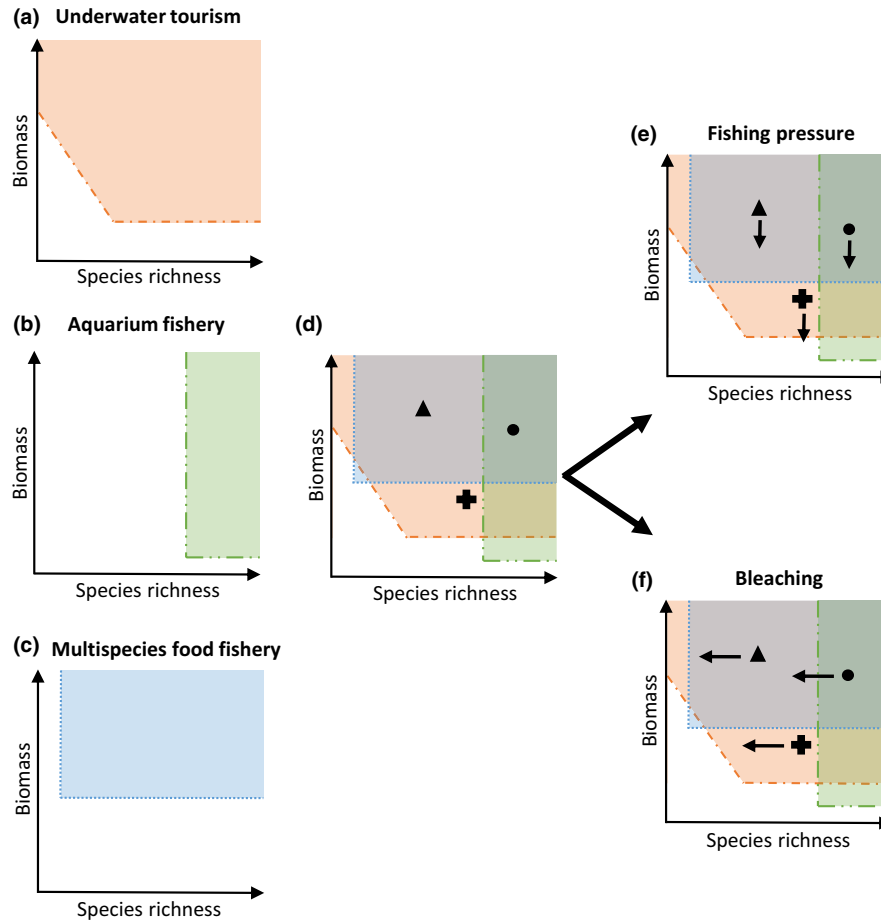 (a) Underwater tourism
Biomass
Species richness
(b) Aquarium fishery
Biomass
Species richness
(c) Multispecies food fishery
Biomass
Species richness
(d)
Biomass
Species richness
(e) Fishing pressure
Biomass
Species richness
(f) Bleaching
Biomass
Species richness